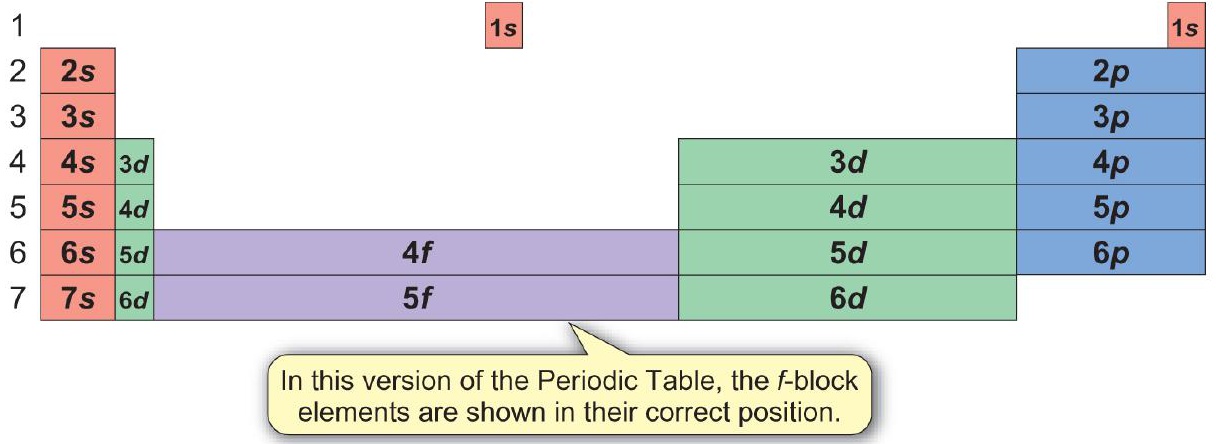 1 1s 1s
2 2s 2p
3 3s 3p
4 4s 3d 3d 4p
5 5s 4d 4d 5p
6 6s 5d 4f 5d 6p
7 7s 6d 5f 6d
In this version of the Periodic Table, the f-block
elements are shown in their correct position.